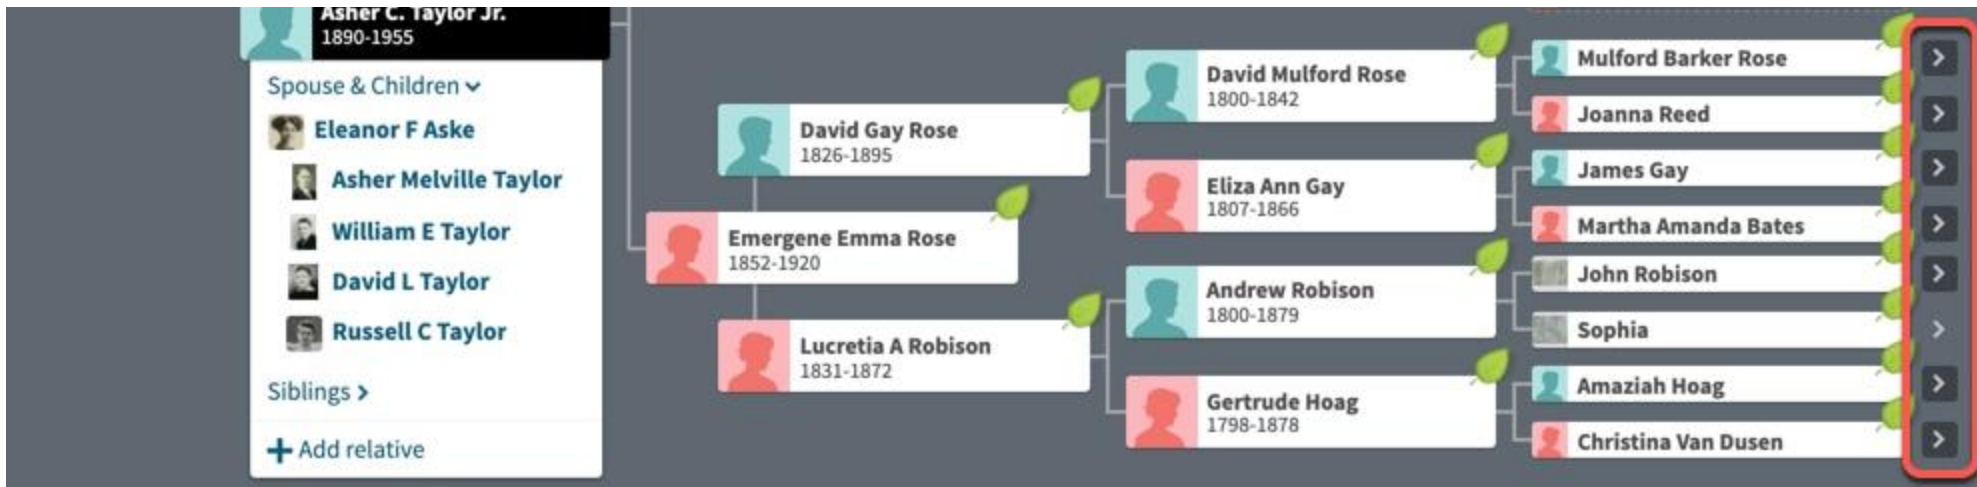 Asher C. Taylor Jr.
1890-1955
Spouse & Children
Eleanor F Aske
Asher Melville Taylor
William E Taylor
David L Taylor
Russell C Taylor
Siblings
Add relative
David Gay Rose
1826-1895
Emergene Emma Rose
1852-1920
Lucretia A Robison
1831-1872
David Mulford Rose
1800-1842
Eliza Ann Gay
1807-1866
Andrew Robison
1800-1879
Gertrude Hoag
1798-1878
Mulford Barker Rose
Joanna Reed
James Gay
Martha Amanda Bates
John Robison
Sophia
Amaziah Hoag
Christina Van Dusen